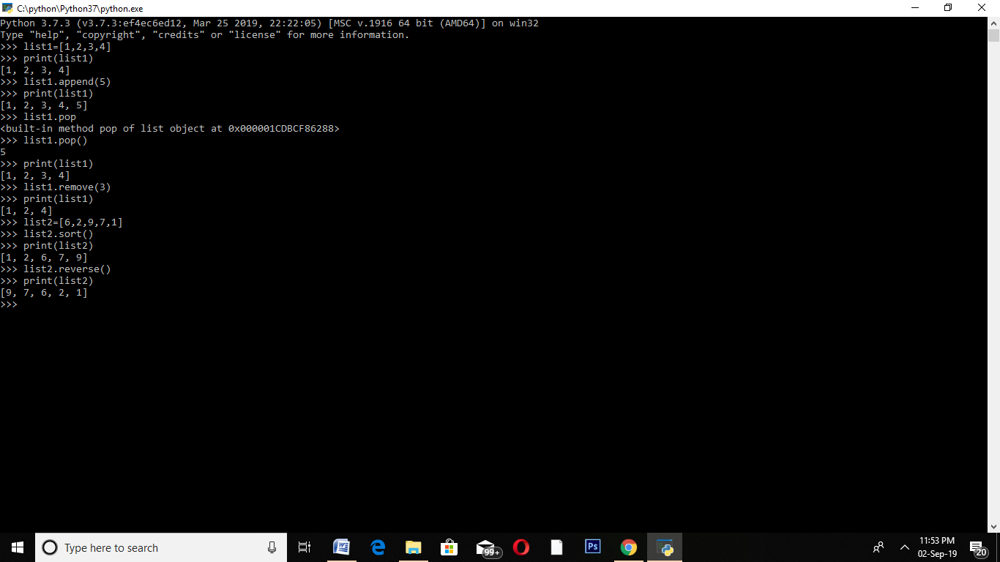 C:\python\Python37\python.exe
Python 3.7.3 (v3.7.3:ef4ec6ed12, Mar 25 2019, 22:22:05) [MSC v.1916 64 bit (AMD64)] on win32
Type "help", "copyright", "credits" or "license" for more information.
>>> list1=[1,2,3,4]
>>> print(list1)
[1, 2, 3, 4]
>>> list1.append(5)
>>> print(list1)
[1, 2, 3, 4, 5]
>>> list1.pop
<built-in method pop of list object at 0x000001CDBCF86288>
>>> list1.pop()
5
>>> print(list1)
[1, 2, 3, 4]
>>> list1.remove(3)
>>> print(list1)
[1, 2, 4]
>>> list2=[6,2,9,7,1]
>>> list2.sort()
>>> print(list2)
[1, 2, 6, 7, 9]
>>> list2.reverse()
>>> print(list2)
[9, 7, 6, 2, 1]
>>>
Type here to search
W
99+
Ps
11:53 PM
02-Sep-19
20